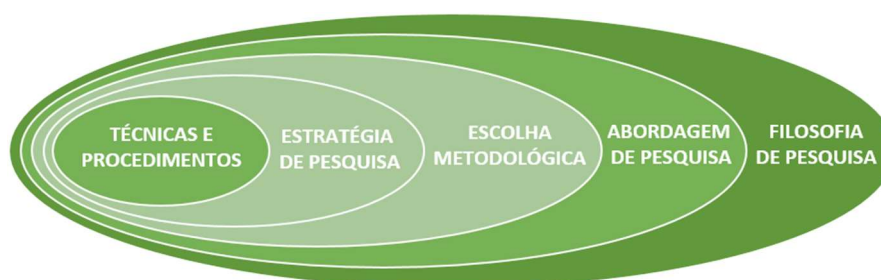 TÉCNICAS E
PROCEDIMENTOS
ESTRATÉGIA
DE PESQUISA
ESCOLHA
METODOLÓGICA
ABORDAGEM
DE PESQUISA
FILOSOFIA
DE PESQUISA